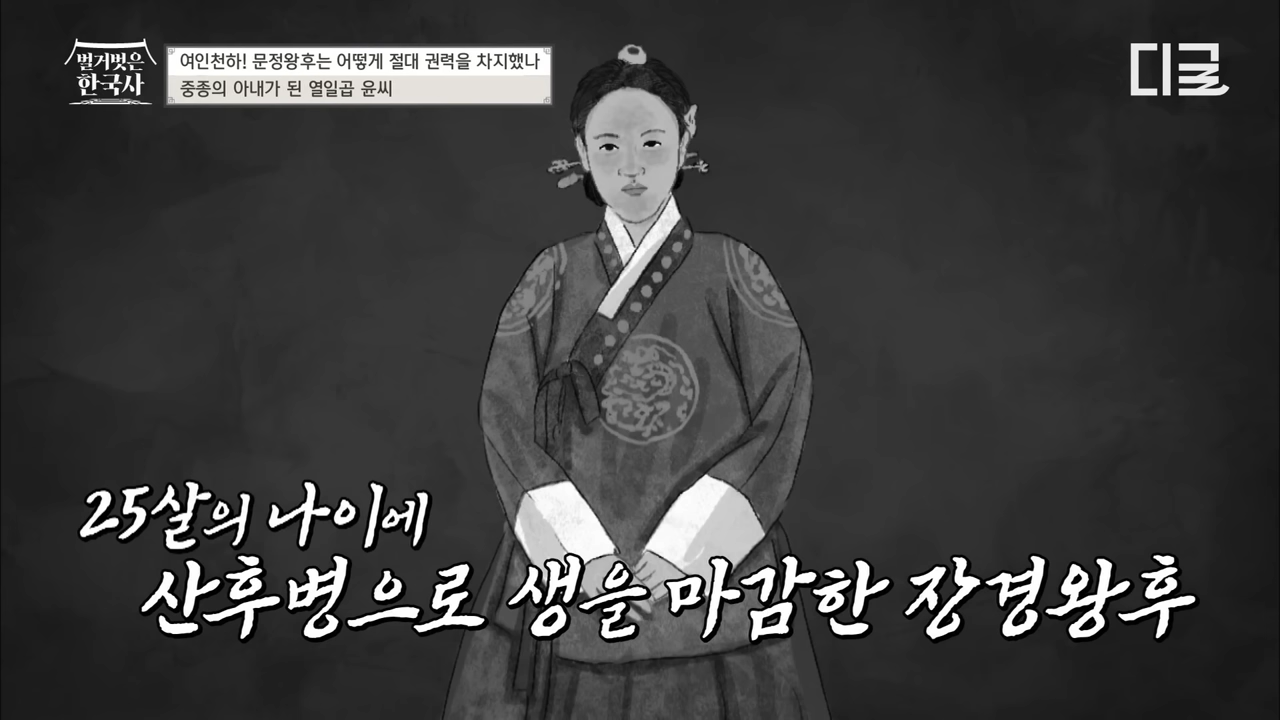 벌거벗은
한국사
여인천하! 문정왕후는 어떻게 절대 권력을 차지했나
중종의 아내가 된 열일곱 윤씨
디글
25살의 나이에
산후병으로 생을 마감한 장경왕후